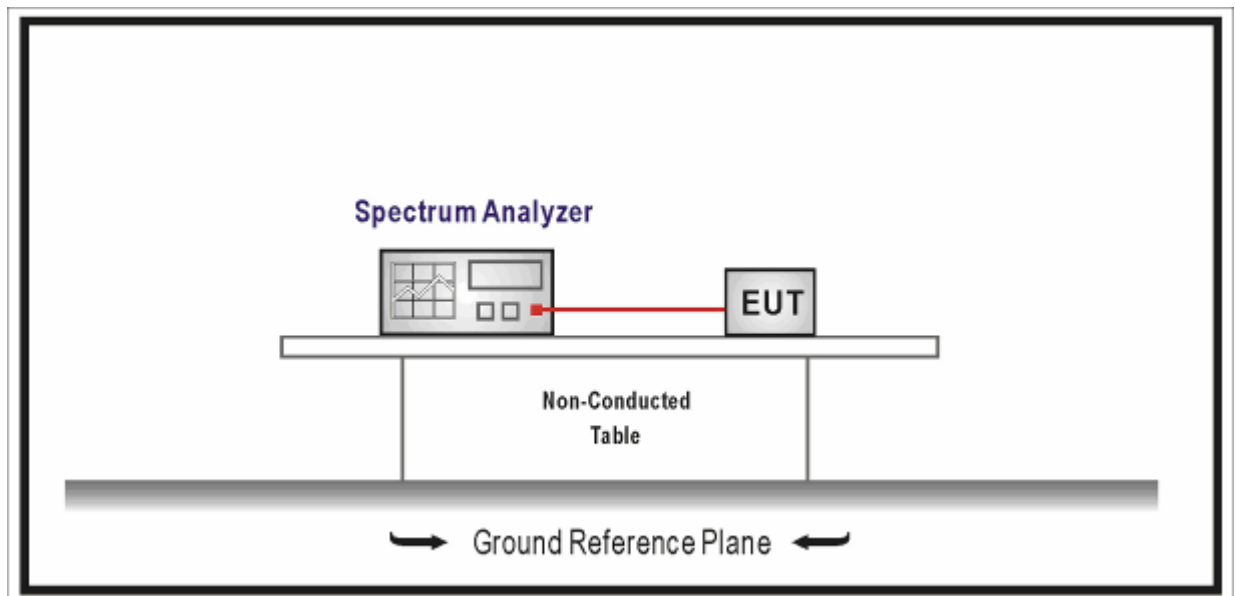 Spectrum Analyzer
EUT
Non-Conducted
Table
Ground Reference Plane